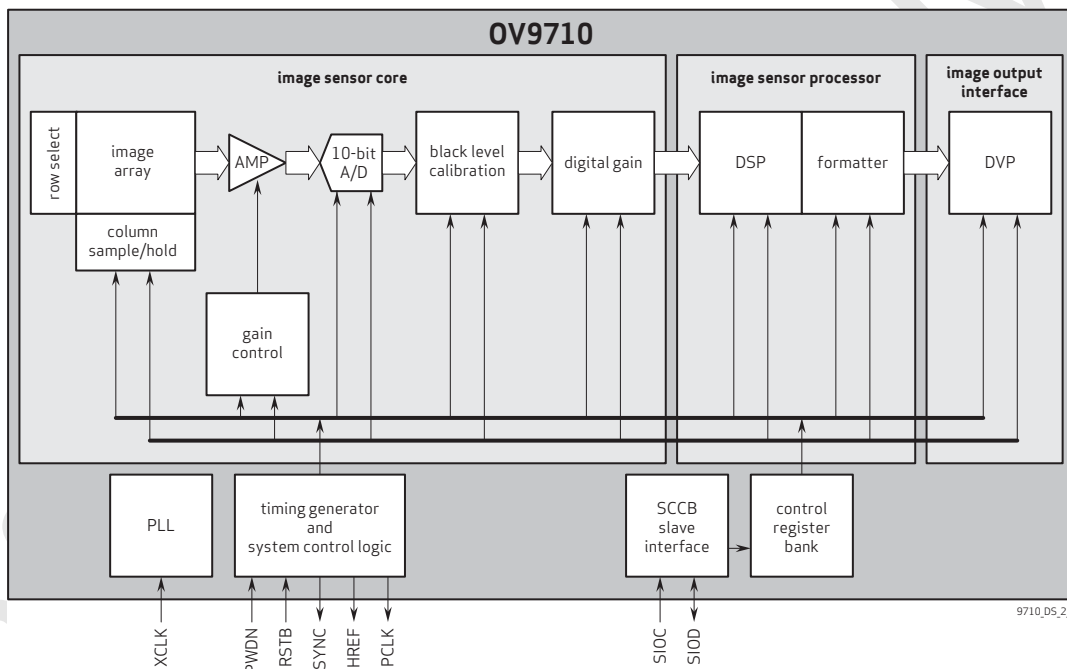 OV9710
image sensor core
image sensor processor
image output
interface
row select
image
array
AMP
10-bit
A/D
black level
calibration
digital gain
DSP
formatter
DVP
column
sample/hold
gain
control
PLL
timing generator
and
system control logic
SCCB
slave
interface
control
register
bank
XCLK
PWDN
RSTB
SYNC
HREF
PCLK
SIOC
SIOD
9710_DS_2